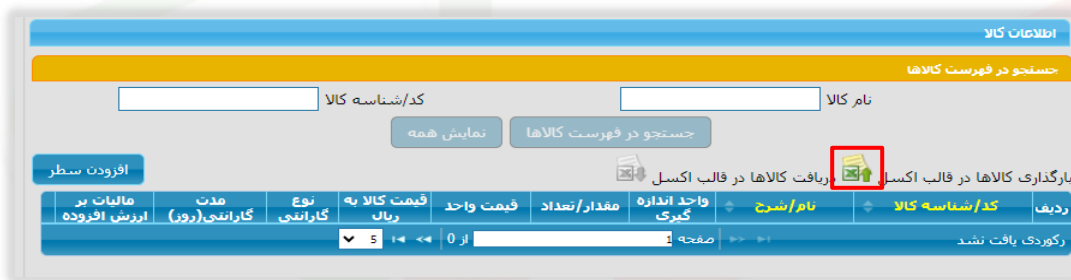 اطلاعات کالا
جستجو در فهرست کالاها
نام کالا کد/شناسه کالا
جستجو در فهرست کالاها نمایش همه
بارگذاری کالاها در قالب اکسل دریافت کالاها در قالب اکسل افزودن سطر
ردیف کد/شناسه کالا نام/شرح واحد اندازه گیری مقدار/تعداد قیمت واحد قیمت کالا به ریال نوع گارانتی مدت گارانتی(روز) مالیات بر ارزش افزوده
رکوردی یافت نشد صفحه 1 از 0 5